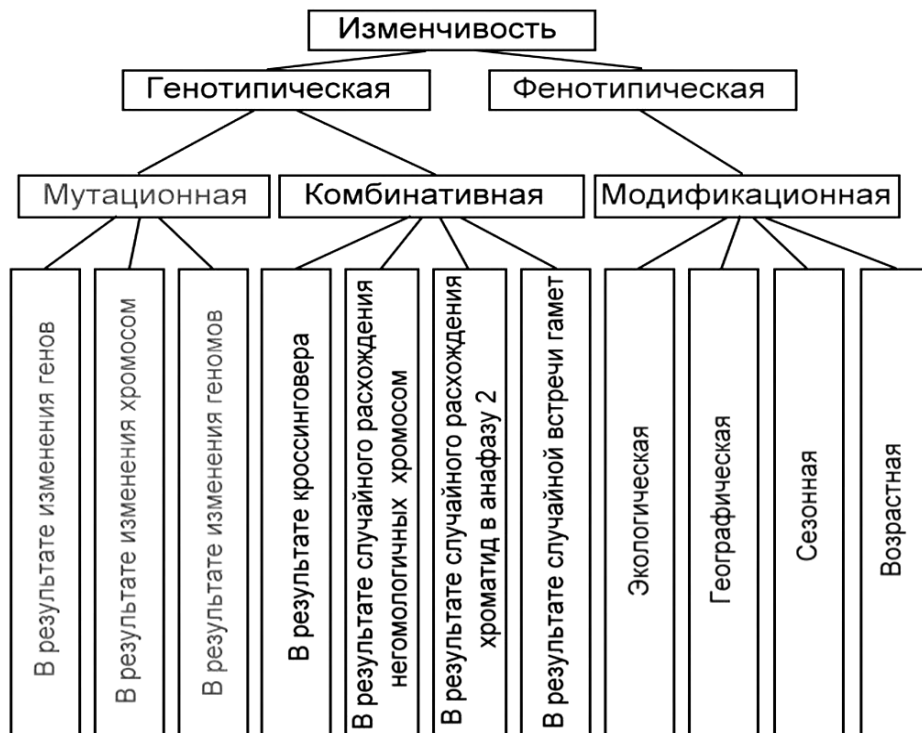 Изменчивость
Генотипическая
Фенотипическая
Мутационная
Комбинативная
Модификационная
В результате изменения генов
В результате изменения хромосом
В результате изменения геномов
В результате кроссинговера
В результате случайного расхождения
негомологичных хромосом
В результате случайного расхождения
хроматид в анафазу 2
В результате случайной встречи гамет
Экологическая
Географическая
Сезонная
Возрастная